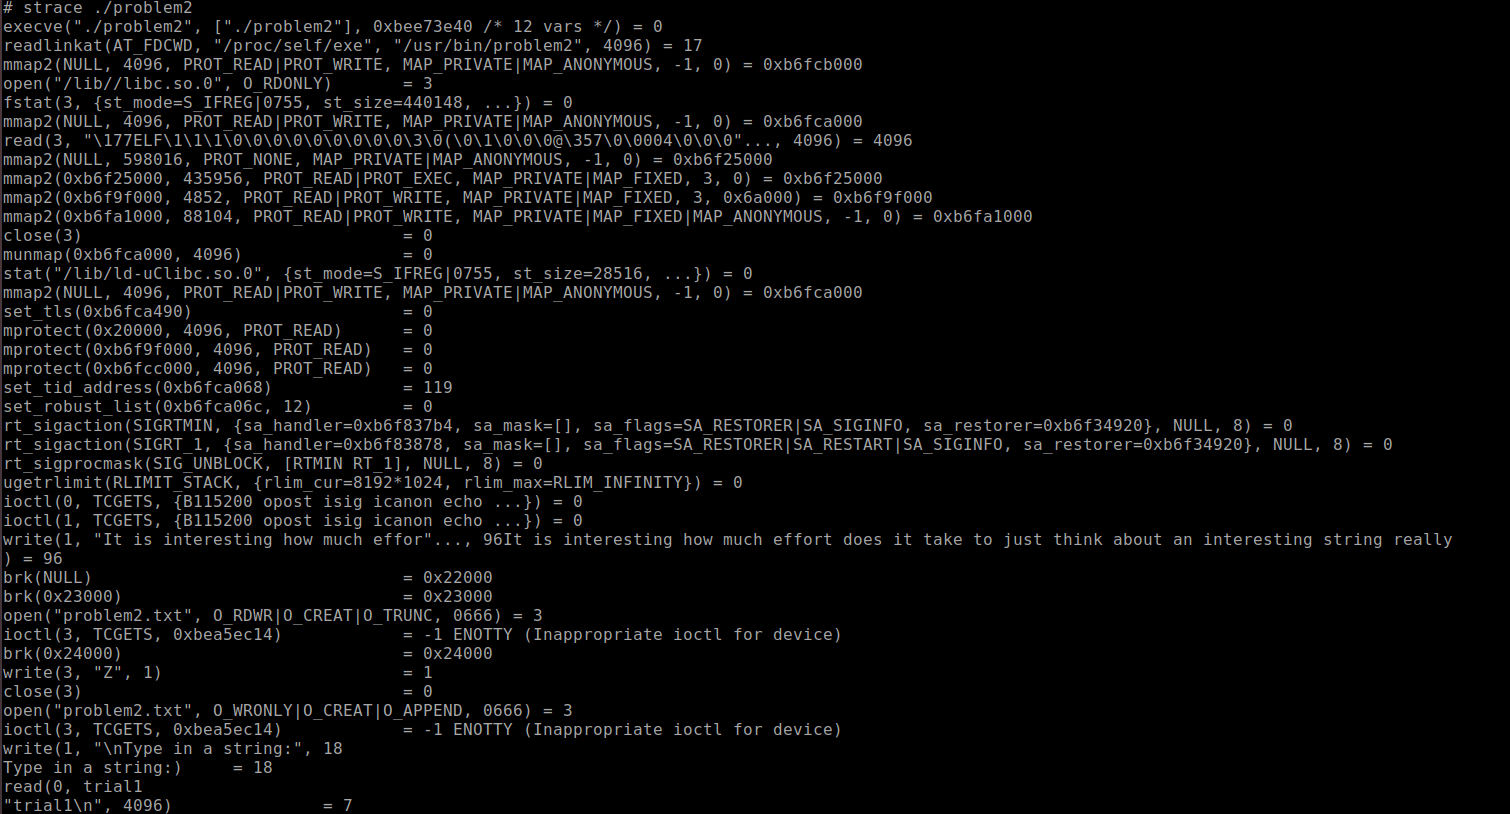 # strace ./problem2
execve("./problem2", ["./problem2"], 0xbee73e40 /* 12 vars */) = 0
readlinkat(AT_FDCWD, "/proc/self/exe", "/usr/bin/problem2", 4096) = 17
mmap2(NULL, 4096, PROT_READ|PROT_WRITE, MAP_PRIVATE|MAP_ANONYMOUS, -1, 0) = 0xb6fcb000
open("/lib//libc.so.0", O_RDONLY)       = 3
fstat(3, {st_mode=S_IFREG|0755, st_size=440148, ...}) = 0
mmap2(NULL, 4096, PROT_READ|PROT_WRITE, MAP_PRIVATE|MAP_ANONYMOUS, -1, 0) = 0xb6fca000
read(3, "\177ELF\1\1\1\0\0\0\0\0\0\0\0\0\3\0(\0\1\0\0\0@\357\0\0004\0\0\0"..., 4096) = 4096
mmap2(NULL, 598016, PROT_NONE, MAP_PRIVATE|MAP_ANONYMOUS, -1, 0) = 0xb6f25000
mmap2(0xb6f25000, 435956, PROT_READ|PROT_EXEC, MAP_PRIVATE|MAP_FIXED, 3, 0) = 0xb6f25000
mmap2(0xb6f9f000, 4852, PROT_READ|PROT_WRITE, MAP_PRIVATE|MAP_FIXED, 3, 0x6a000) = 0xb6f9f000
mmap2(0xb6fa1000, 88104, PROT_READ|PROT_WRITE, MAP_PRIVATE|MAP_FIXED|MAP_ANONYMOUS, -1, 0) = 0xb6fa1000
close(3)                                = 0
munmap(0xb6fca000, 4096)                = 0
stat("/lib/ld-uClibc.so.0", {st_mode=S_IFREG|0755, st_size=28516, ...}) = 0
mmap2(NULL, 4096, PROT_READ|PROT_WRITE, MAP_PRIVATE|MAP_ANONYMOUS, -1, 0) = 0xb6fca000
set_tls(0xb6fca490)                     = 0
mprotect(0x20000, 4096, PROT_READ)      = 0
mprotect(0xb6f9f000, 4096, PROT_READ)   = 0
mprotect(0xb6fcc000, 4096, PROT_READ)   = 0
set_tid_address(0xb6fca068)             = 119
set_robust_list(0xb6fca06c, 12)         = 0
rt_sigaction(SIGRTMIN, {sa_handler=0xb6f837b4, sa_mask=[], sa_flags=SA_RESTORER|SA_SIGINFO, sa_restorer=0xb6f34920}, NULL, 8) = 0
rt_sigaction(SIGRT_1, {sa_handler=0xb6f83878, sa_mask=[], sa_flags=SA_RESTORER|SA_RESTART|SA_SIGINFO, sa_restorer=0xb6f34920}, NULL, 8) = 0
rt_sigprocmask(SIG_UNBLOCK, [RTMIN RT_1], NULL, 8) = 0
ugetrlimit(RLIMIT_STACK, {rlim_cur=8192*1024, rlim_max=RLIM_INFINITY}) = 0
ioctl(0, TCGETS, {B115200 opost isig icanon echo ...}) = 0
ioctl(1, TCGETS, {B115200 opost isig icanon echo ...}) = 0
write(1, "It is interesting how much effor"..., 96It is interesting how much effort does it take to just think about an interesting string really
) = 96
brk(NULL)                               = 0x22000
brk(0x23000)                            = 0x23000
open("problem2.txt", O_RDWR|O_CREAT|O_TRUNC, 0666) = 3
ioctl(3, TCGETS, 0xbea5ec14)            = -1 ENOTTY (Inappropriate ioctl for device)
brk(0x24000)                            = 0x24000
write(3, "Z", 1)                        = 1
close(3)                                = 0
open("problem2.txt", O_WRONLY|O_CREAT|O_APPEND, 0666) = 3
ioctl(3, TCGETS, 0xbea5ec14)            = -1 ENOTTY (Inappropriate ioctl for device)
write(1, "\nType in a string:", 18
Type in a string:)     = 18
read(0, trial1
"trial1\n", 4096)               = 7